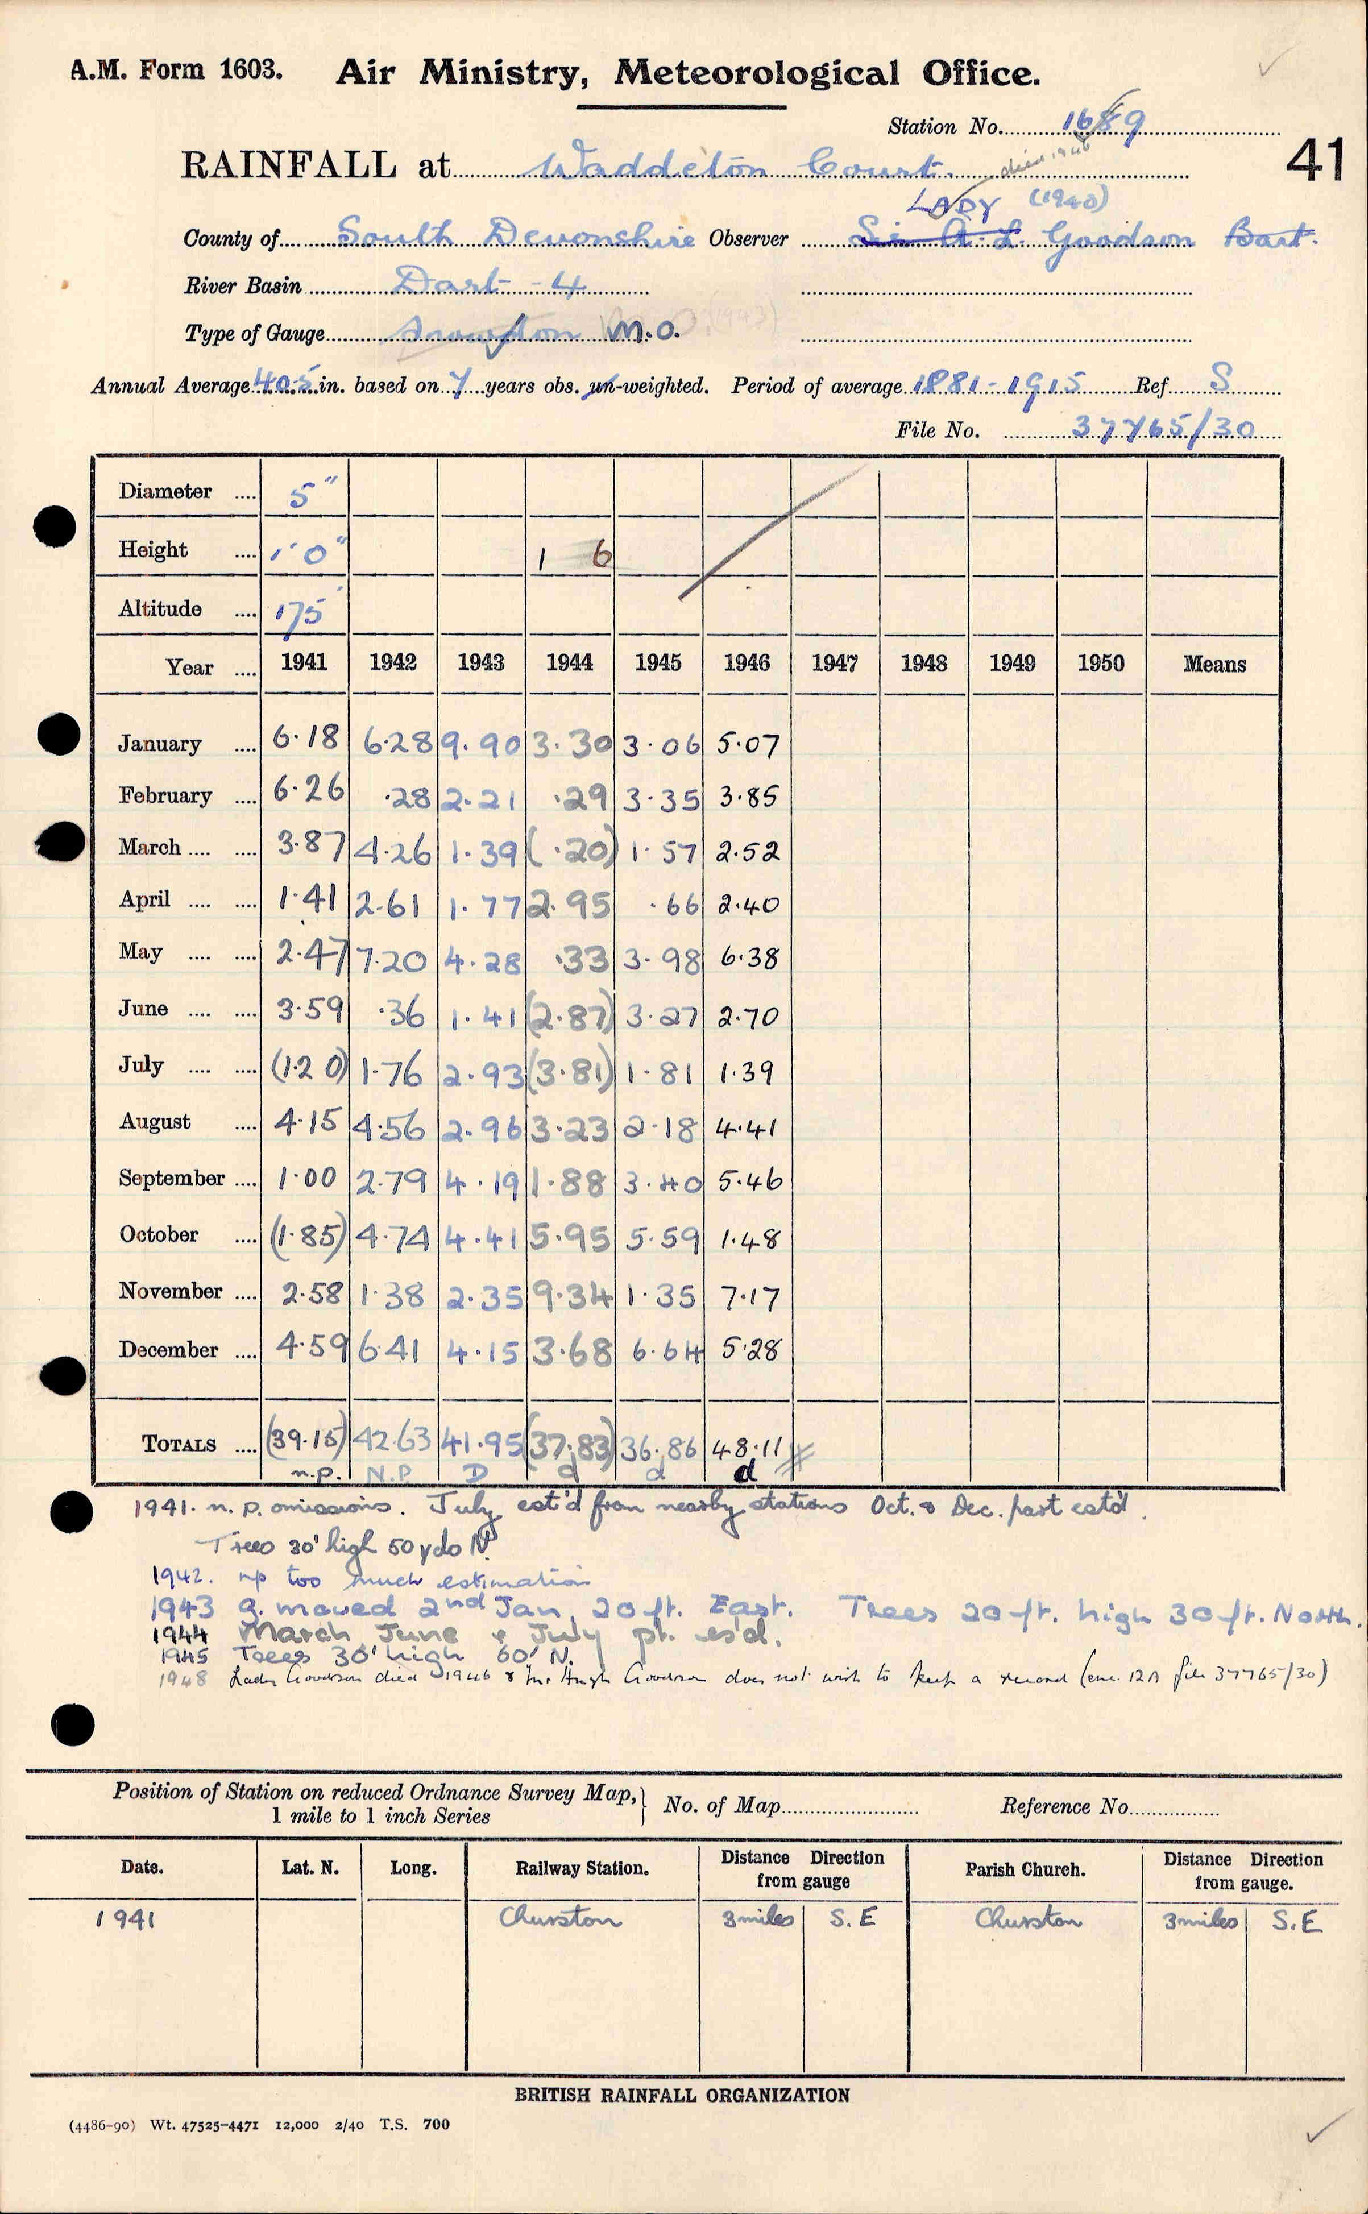 A.M. Form 1603. Air Ministry, Meteorological Office.
Station No. 1689
41
RAINFALL at Waddeton Court. died 1946
LADY (1940)
County of South Devonshire Observer Sir A. L. Goodson Bart.
River Basin Dart - 4
Type of Gauge Snowdon M.O. (1943)
Annual Average 40.5 in. based on 7 years obs. un-weighted. Period of average 1881-1915 Ref S
File No. 37765/30
Diameter .... 5"
Height .... 1'0" 1 6
Altitude .... 175'
Year .... 1941 1942 1943 1944 1945 1946 1947 1948 1949 1950 Means
January .... 6.18 6.28 9.90 3.30 3.06 5.07
February .... 6.26 .28 2.21 .29 3.35 3.85
March .... .... 3.87 4.26 1.39 (.20) 1.57 2.52
April .... .... 1.41 2.61 1.77 2.95 .66 2.40
May .... .... 2.47 7.20 4.28 .33 3.98 6.38
June .... .... 3.59 .36 1.41 (2.87) 3.27 2.70
July .... .... (1.20) 1.76 2.93 (3.81) 1.81 1.39
August .... 4.15 4.56 2.96 3.23 2.18 4.41
September .... 1.00 2.79 4.19 1.88 3.40 5.46
October .... (1.85) 4.74 4.41 5.95 5.59 1.48
November .... 2.58 1.38 2.35 9.34 1.35 7.17
December .... 4.59 6.41 4.15 3.68 6.64 5.28
TOTALS .... (39.15) 42.63 41.95 (37.83) 36.86 48.11
n.p. N.P. D d d d
1941. n.p. omissions. July est'd from nearby stations Oct. & Dec. part est'd.
Trees 30' high 50 yds N.
1942. np too much estimation
1943 g. moved 2nd Jan, 20 ft. East. Trees 20 ft. high 30 ft. North.
1944 March, June & July pt. es'd.
1945 Trees 30' high 60' N.
1948 Lady Goodson died 1946 & Mr. Hugh Goodson does not wish to keep a record (enc. 12A file 37765/30)
Position of Station on reduced Ordnance Survey Map, 1 mile to 1 inch Series } No. of Map Reference No.
Date. Lat. N. Long. Railway Station. Distance from gauge Direction Parish Church. Distance from gauge. Direction
1941 Churston 3 miles S.E Churston 3 miles S.E
BRITISH RAINFALL ORGANIZATION
(4486-90) Wt. 47525-4471 12,000 2/40 T.S. 700